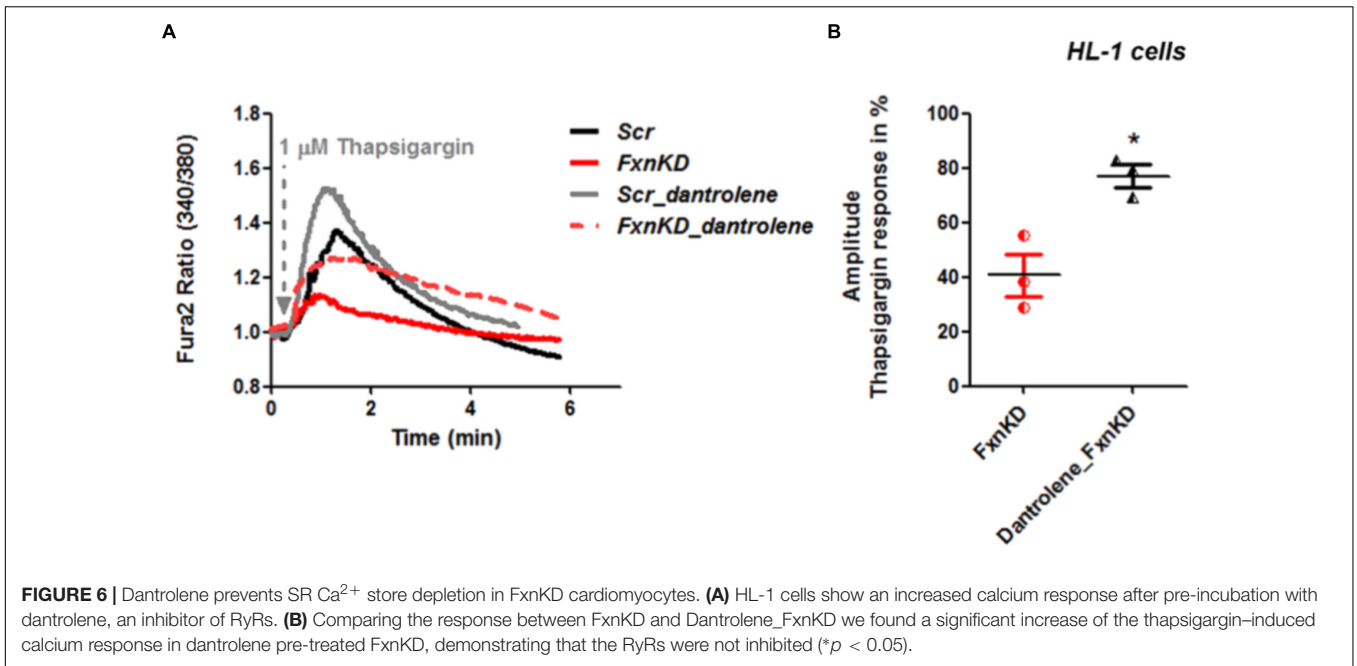 A
1.8
1.6
1.4
1.2
1.0
0.8
Fura2 Ratio (340/380)
1 μM Thapsigargin
0
2
4
6
Time (min)
Scr
FxnKD
Scr_dantrolene
FxnKD_dantrolene
B
HL-1 cells
100
80
60
40
20
0
Amplitude
Thapsigargin response in %
*
FxnKD
Dantrolene_FxnKD
FIGURE 6 | Dantrolene prevents SR Ca2+ store depletion in FxnKD cardiomyocytes. (A) HL-1 cells show an increased calcium response after pre-incubation with
dantrolene, an inhibitor of RyRs. (B) Comparing the response between FxnKD and Dantrolene_FxnKD we found a significant increase of the thapsigargin–induced
calcium response in dantrolene pre-treated FxnKD, demonstrating that the RyRs were not inhibited (*p < 0.05).